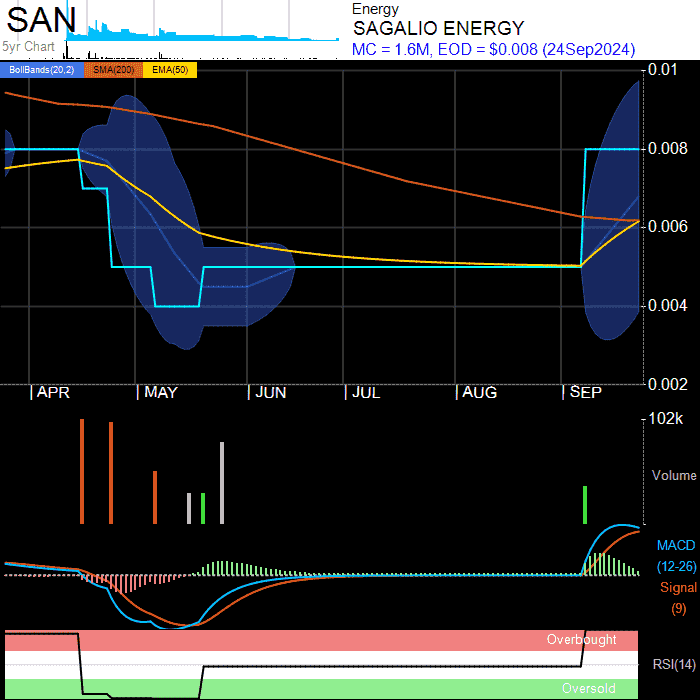 SAN
5yr Chart
Energy
SAGALIO ENERGY
MC = 1.6M, EOD = $0.008 (24Sep2024)
BollBands(20,2) SMA(200) EMA(50)
0.01
0.008
0.006
0.004
0.002
APR MAY JUN JUL AUG SEP
102k
Volume
MACD
(12-26)
Signal
(9)
Overbought
RSI(14)
Oversold